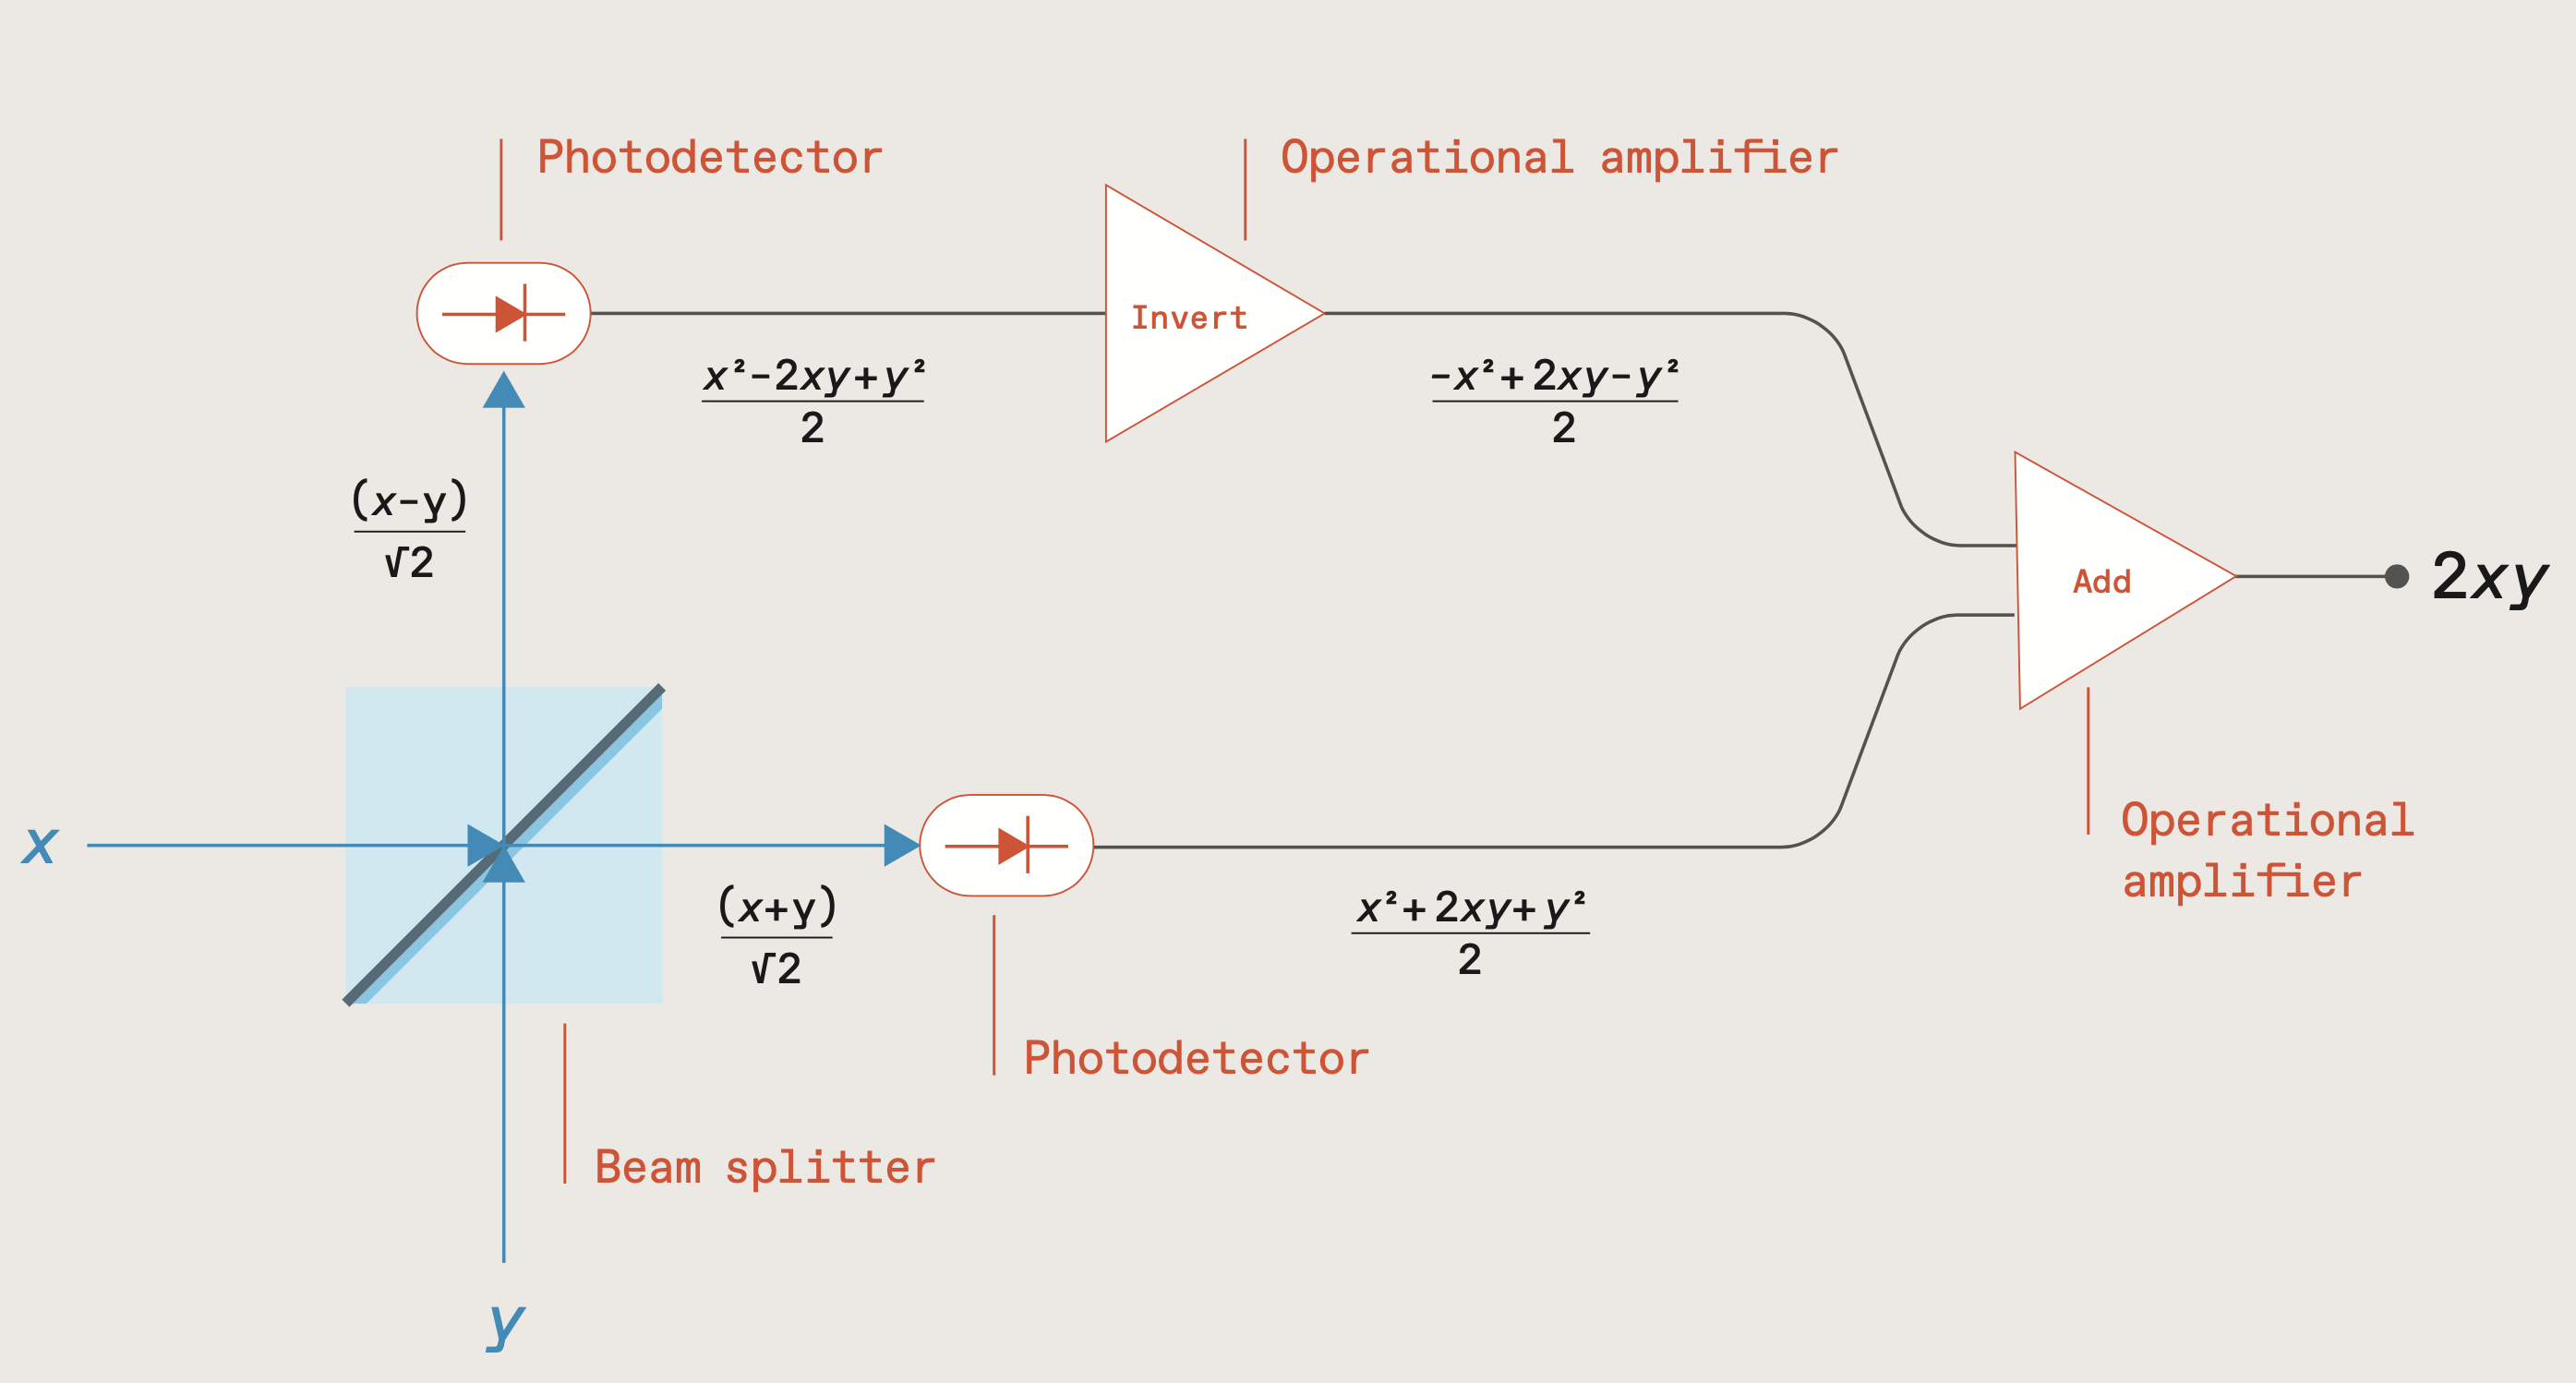 Photodetector
Operational amplifier
Invert
x²-2xy+y²
2
-x²+2xy-y²
2
(x-y)
√2
Add
2xy
x
(x+y)
√2
x²+2xy+y²
2
Operational
amplifier
Photodetector
Beam splitter
y